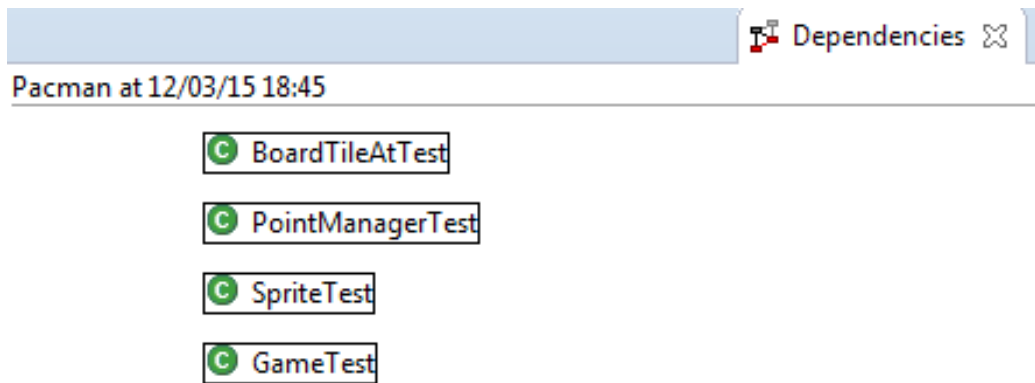 Dependencies
Pacman at 12/03/15 18:45
C BoardTileAtTest
C PointManagerTest
C SpriteTest
C GameTest